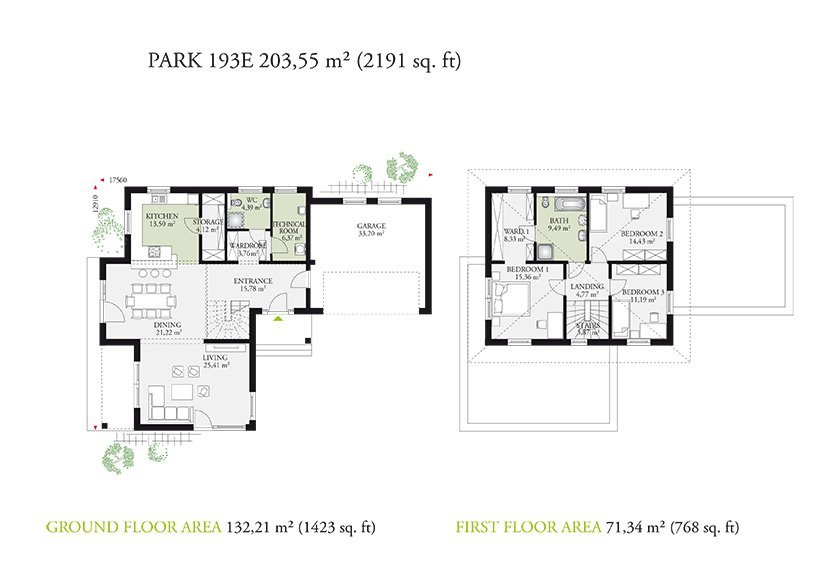 PARK 193E 203,55 m² (2191 sq. ft)
17560
12910
KITCHEN
13.50 m²
STORAGE
4,12 m²
WC
4,39 m²
TECHNICAL
ROOM
6,37 m²
WARDROBE
3,76 m²
GARAGE
33,20 m²
ENTRANCE
15,78 m²
DINING
21,22 m²
LIVING
25,41 m²
WARD. 1
8,33 m²
BATH
9,49 m²
BEDROOM 2
14,43 m²
BEDROOM 1
15,36 m²
LANDING
4,77 m²
BEDROOM 3
11,19 m²
STAIRS
3,87 m²
GROUND FLOOR AREA 132,21 m² (1423 sq. ft)
FIRST FLOOR AREA 71,34 m² (768 sq. ft)